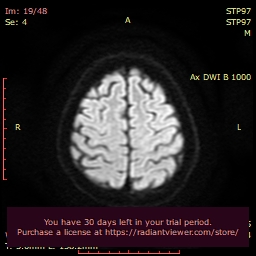 Im: 19/48
Se: 4
A
STP97
STP97
M
Ax DWI B 1000
R
L
You have 30 days left in your trial period.
Purchase a license at https://radiantviewer.com/store/